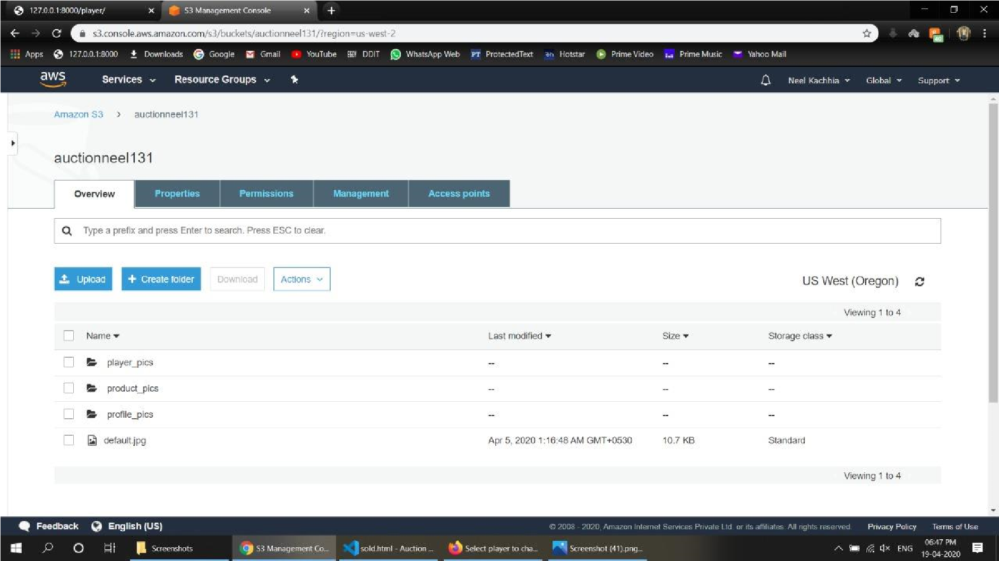 127.0.0.1:8000/player/ S3 Management Console
s3.console.aws.amazon.com/s3/buckets/auctionneel131/?region=us-west-2
Apps 127.0.0.1:8000 Downloads Google Gmail YouTube DDIT WhatsApp Web PT ProtectedText Hotstar Prime Video Prime Music Yahoo Mail
aws Services Resource Groups Neel Kachhia Global Support
Amazon S3 > auctionneel131
auctionneel131
Overview Properties Permissions Management Access points
Type a prefix and press Enter to search. Press ESC to clear.
Upload + Create folder Download Actions US West (Oregon)
Viewing 1 to 4
Name Last modified Size Storage class
player_pics -- -- --
product_pics -- -- --
profile_pics -- -- --
default.jpg Apr 5, 2020 1:16:48 AM GMT+0530 10.7 KB Standard
Viewing 1 to 4
Feedback English (US) © 2008 - 2020, Amazon Internet Services Private Ltd. or its affiliates. All rights reserved. Privacy Policy Terms of Use
Screenshots S3 Management Co... sold.html - Auction ... Select player to cha... Screenshot (41).png... ENG 06:47 PM
19-04-2020